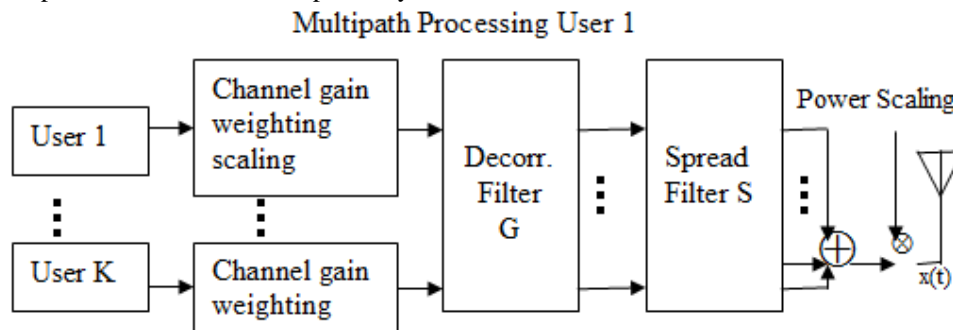 Multipath Processing User 1
User 1
Channel gain
weighting
scaling
Decorr.
Filter
G
Spread
Filter S
Power Scaling
User K
Channel gain
weighting
x(t)